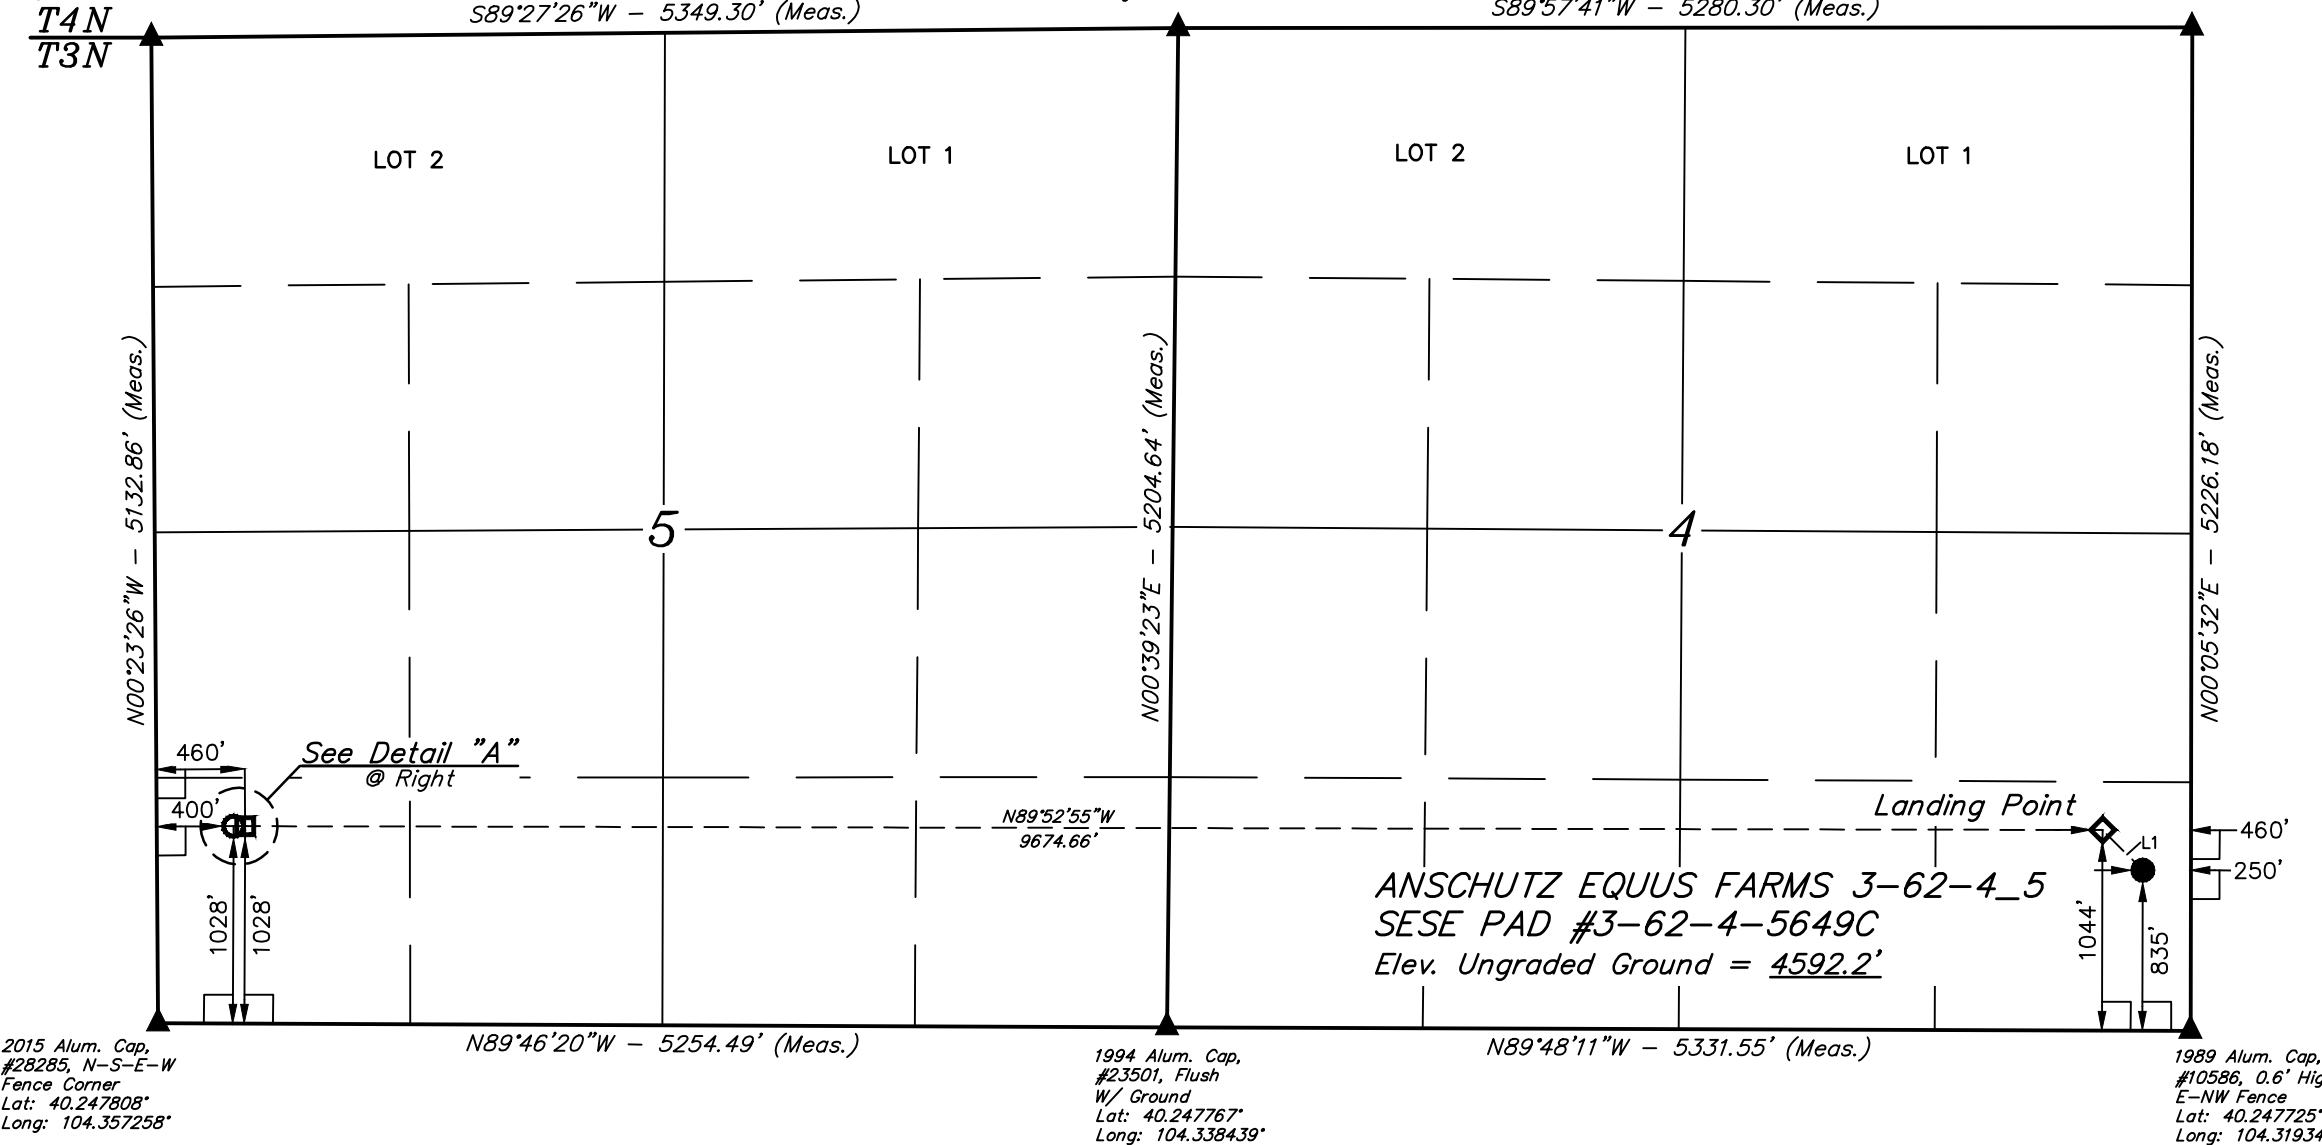 T4N
T3N
S89°27'26"W - 5349.30' (Meas.)
S89°57'41"W - 5280.30' (Meas.)
LOT 2
LOT 1
LOT 2
LOT 1
N00°23'26"W - 5132.86' (Meas.)
N00°39'23"E - 5204.64' (Meas.)
N00°05'32"E - 5226.18' (Meas.)
5
4
460'
See Detail "A"
@ Right
400'
1028'
1028'
N89°52'55"W
9674.66'
Landing Point
460'
L1
250'
1044'
835'
ANSCHUTZ EQUUS FARMS 3-62-4_5
SESE PAD #3-62-4-5649C
Elev. Ungraded Ground = 4592.2'
N89°46'20"W - 5254.49' (Meas.)
N89°48'11"W - 5331.55' (Meas.)
2015 Alum. Cap,
#28285, N-S-E-W
Fence Corner
Lat: 40.247808°
Long: 104.357258°
1994 Alum. Cap,
#23501, Flush
W/ Ground
Lat: 40.247767°
Long: 104.338439°
1989 Alum. Cap,
#10586, 0.6' Hig
E-NW Fence
Lat: 40.247725°
Long: 104.31934